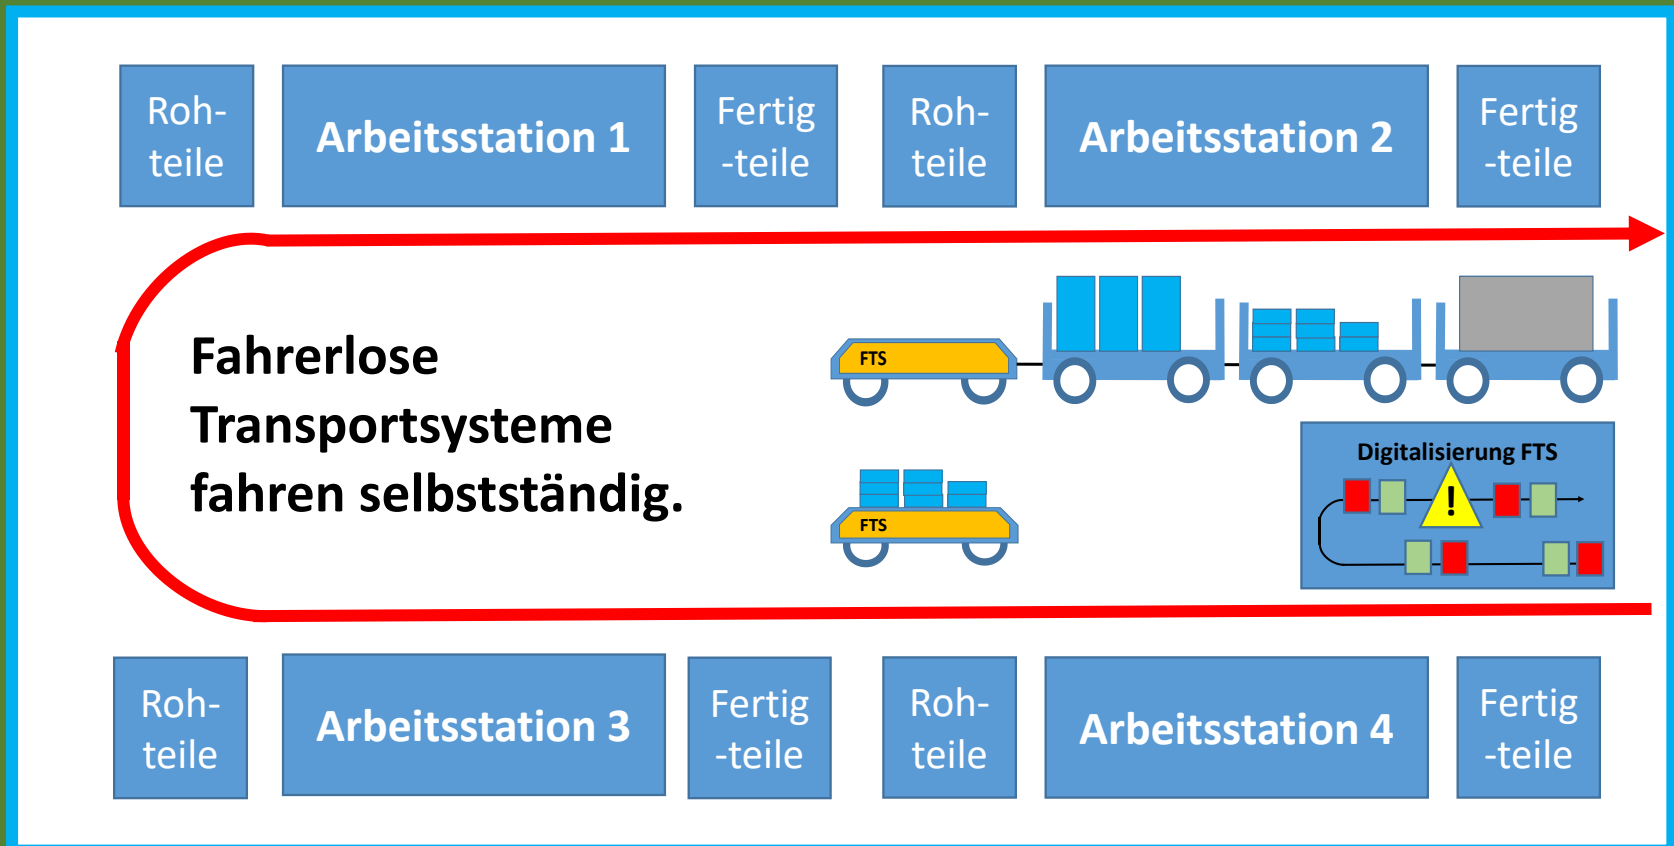 Roh-
teile
Arbeitsstation 1
Fertig
-teile
Roh-
teile
Arbeitsstation 2
Fertig
-teile
Fahrerlose
Transportsysteme
fahren selbstständig.
FTS
FTS
Digitalisierung FTS
!
Roh-
teile
Arbeitsstation 3
Fertig
-teile
Roh-
teile
Arbeitsstation 4
Fertig
-teile